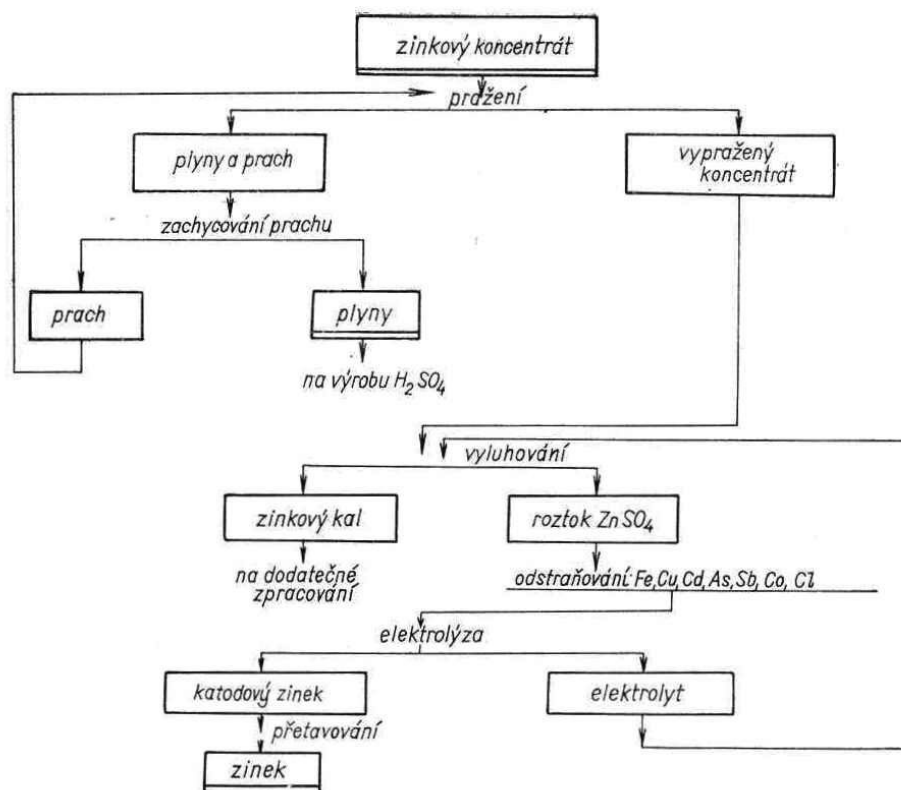 zinkový koncentrát
pražení
plyny a prach
vypražený
koncentrát
zachycování prachu
prach
plyny
na výrobu H₂SO₄
vyluhování
zinkový kal
roztok ZnSO₄
na dodatečné
zpracování
odstraňování: Fe, Cu, Cd, As, Sb, Co, Cl
elektrolýza
katodový zinek
elektrolyt
přetavování
zinek